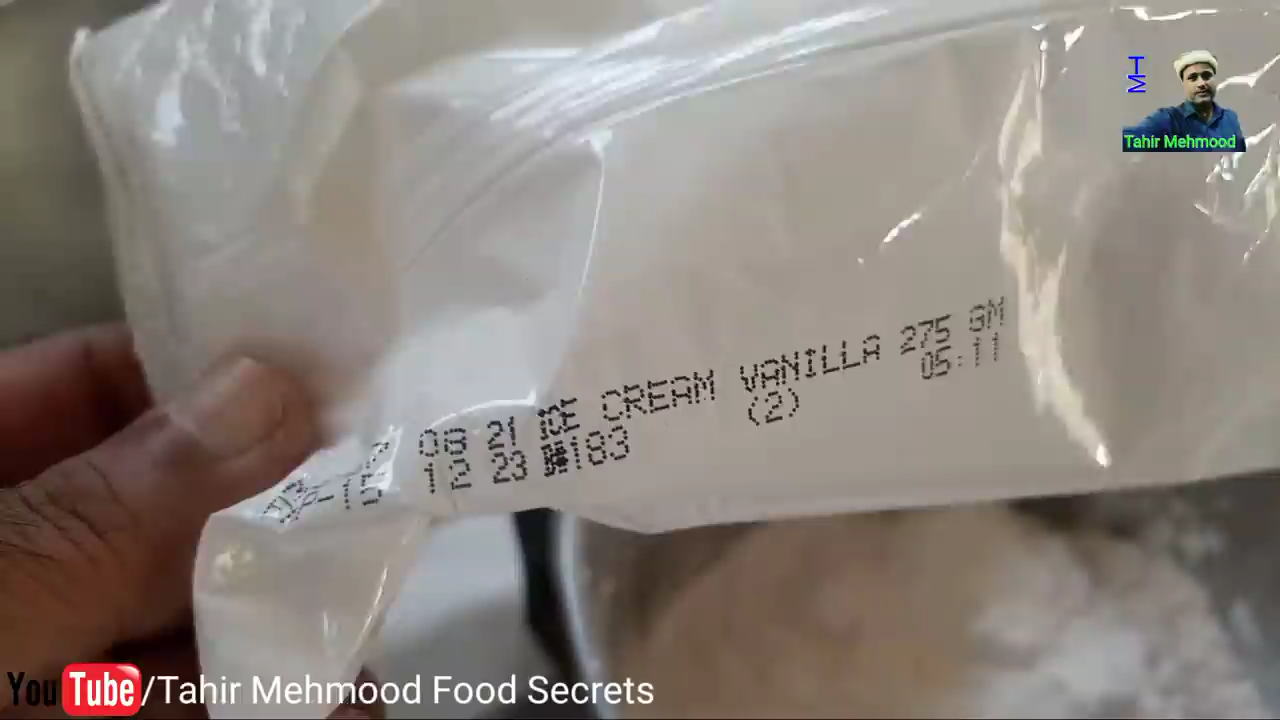 TM
Tahir Mehmood
08 21 ICE CREAM VANILLA 275 GM
12 23 183 (2) 05:11
YouTube/Tahir Mehmood Food Secrets